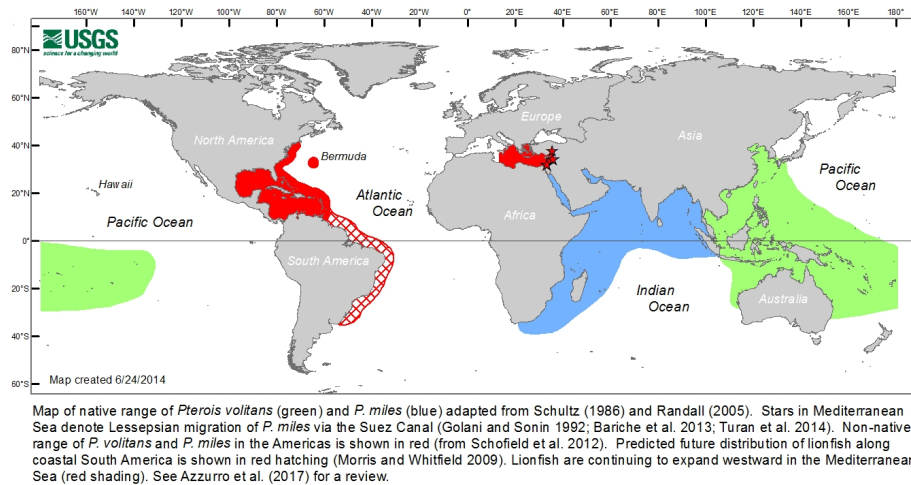 160°W 140°W 120°W 100°W 80°W 60°W 40°W 20°W 0° 20°E 40°E 60°E 80°E 100°E 120°E 140°E 160°E 180°
USGS
science for a changing world
80°N
60°N
40°N
20°N
0°
20°S
40°S
60°S
North America
Europe
Asia
Bermuda
Hawaii
Pacific Ocean
Atlantic
Ocean
Africa
Pacific
Ocean
South America
Indian
Ocean
Australia
Map created 6/24/2014
Map of native range of Pterois volitans (green) and P. miles (blue) adapted from Schultz (1986) and Randall (2005). Stars in Mediterranean
Sea denote Lessepsian migration of P. miles via the Suez Canal (Golani and Sonin 1992; Bariche et al. 2013; Turan et al. 2014). Non-native
range of P. volitans and P. miles in the Americas is shown in red (from Schofield et al. 2012). Predicted future distribution of lionfish along
coastal South America is shown in red hatching (Morris and Whitfield 2009). Lionfish are continuing to expand westward in the Mediterranean
Sea (red shading). See Azzurro et al. (2017) for a review.